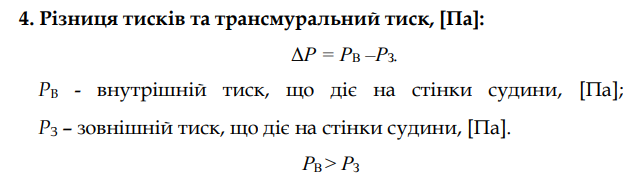 4. Різниця тисків та трансмуральний тиск, [Па]:
ΔP = PВ –PЗ.
PВ - внутрішній тиск, що діє на стінки судини, [Па];
PЗ – зовнішній тиск, що діє на стінки судини, [Па].
PВ > PЗ